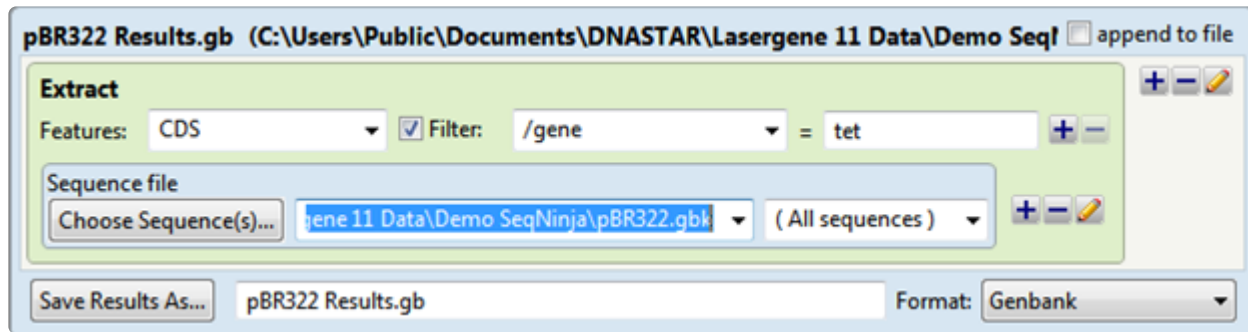 pBR322 Results.gb (C:\Users\Public\Documents\DNASTAR\Lasergene 11 Data\Demo Seq append to file
Extract
Features: CDS Filter: /gene = tet
Sequence file
Choose Sequence(s)... gene 11 Data\Demo SeqNinja\pBR322.gbk ( All sequences )
Save Results As... pBR322 Results.gb Format: Genbank